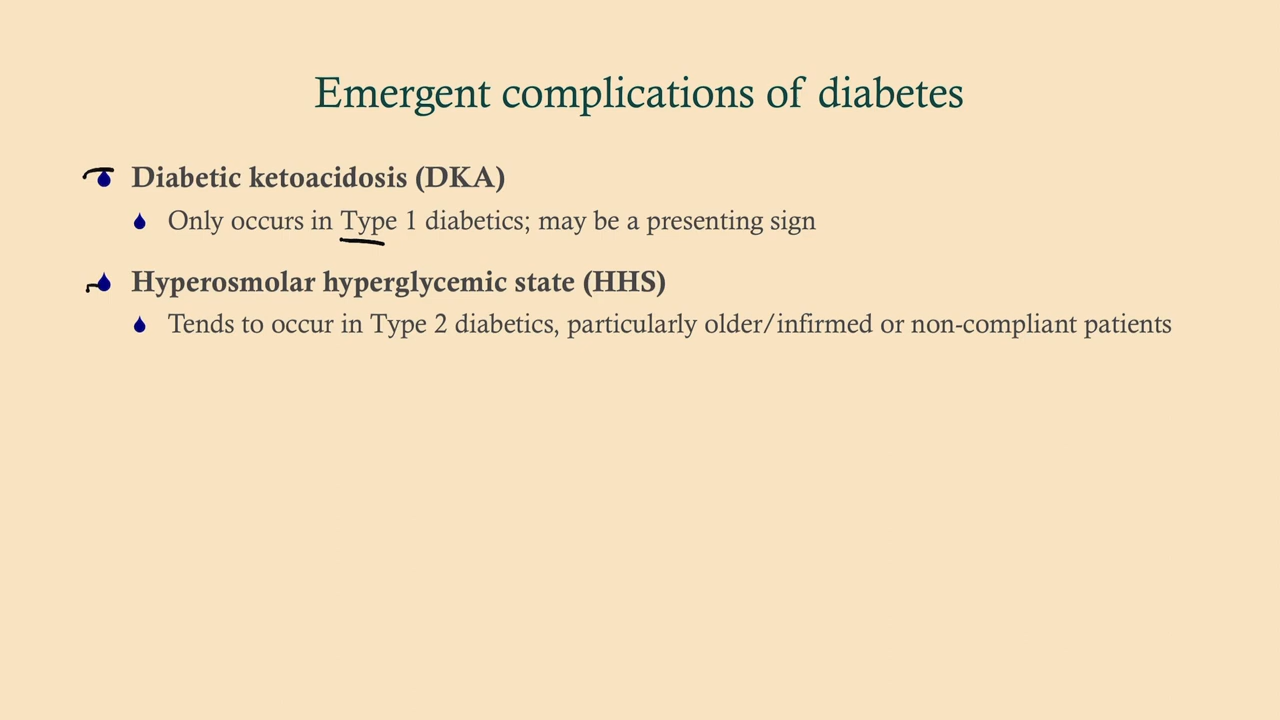 Emergent complications of diabetes
Diabetic ketoacidosis (DKA)
Only occurs in Type 1 diabetics; may be a presenting sign
Hyperosmolar hyperglycemic state (HHS)
Tends to occur in Type 2 diabetics, particularly older/infirmed or non-compliant patients